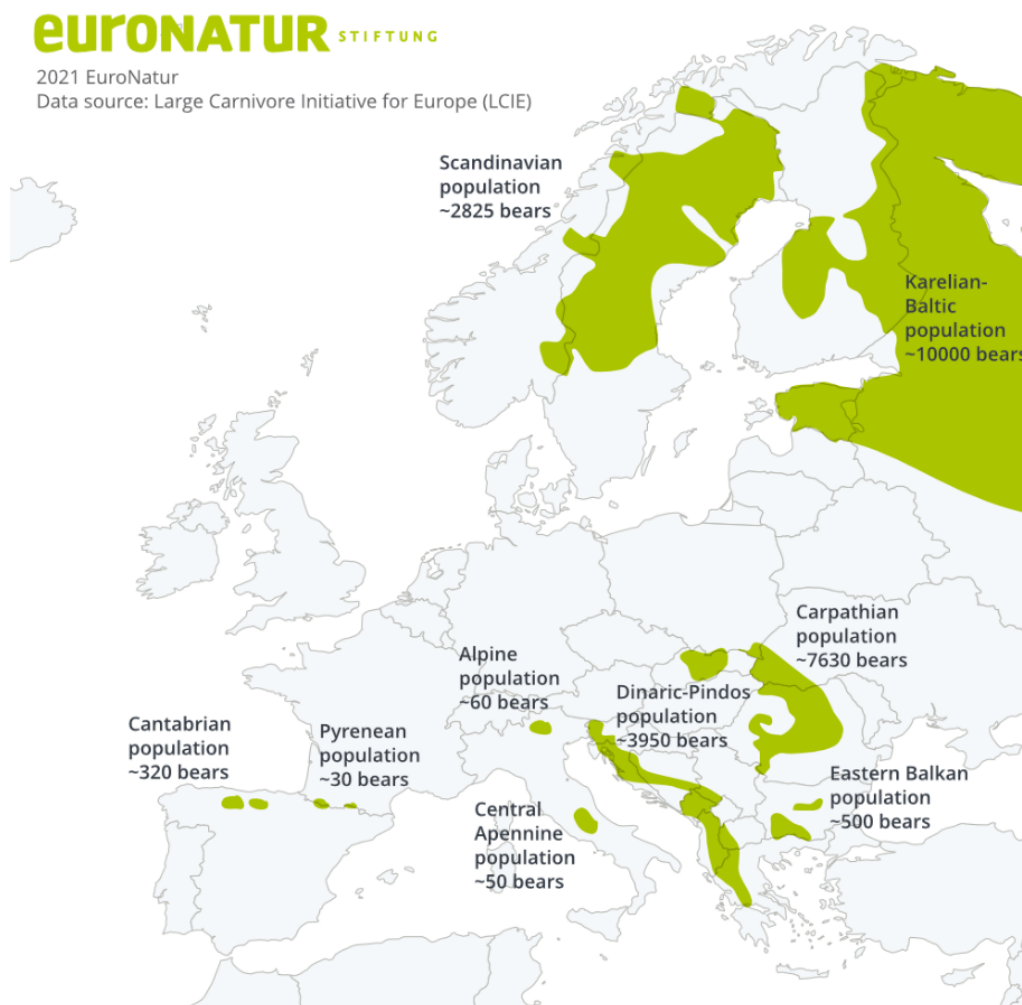 euroNATUR STIFTUNG
2021 EuroNatur
Data source: Large Carnivore Initiative for Europe (LCIE)
Scandinavian
population
~2825 bears
Karelian-
Baltic
population
~10000 bears
Carpathian
population
~7630 bears
Alpine
population
~60 bears
Dinaric-Pindos
population
~3950 bears
Cantabrian
population
~320 bears
Pyrenean
population
~30 bears
Eastern Balkan
population
~500 bears
Central
Apennine
population
~50 bears